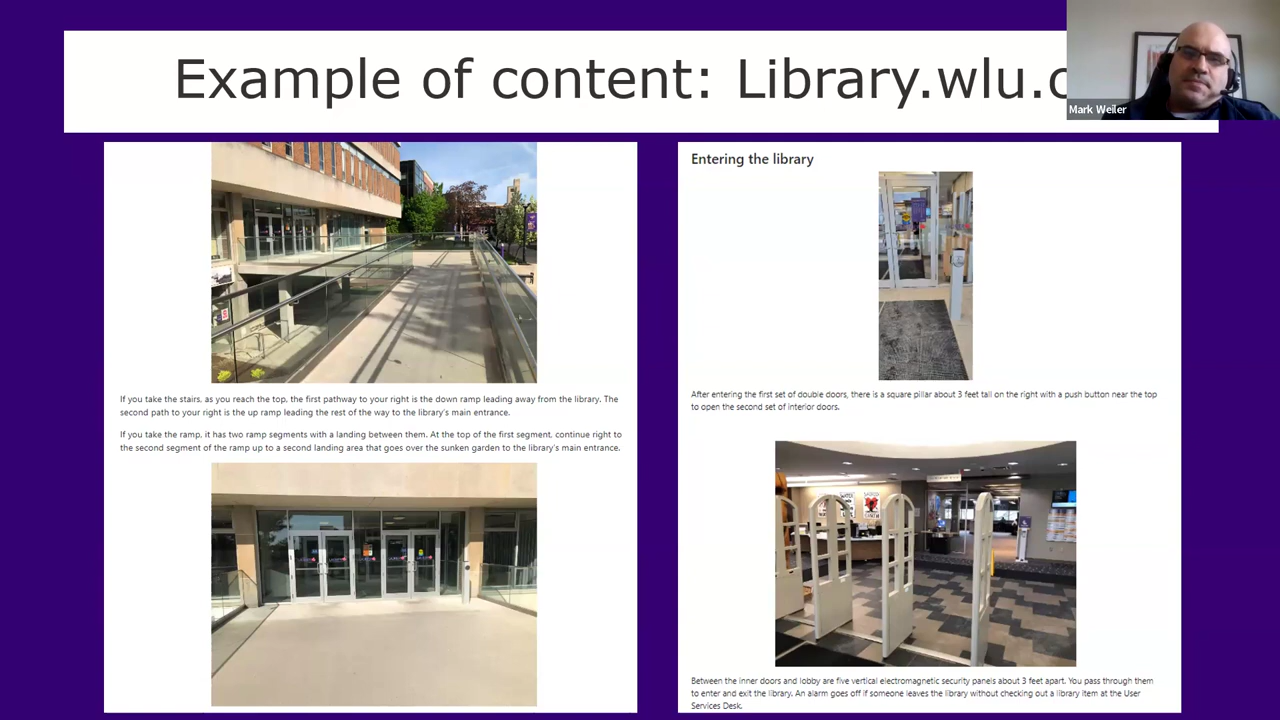 Example of content: Library.wlu.c
Mark Weiler
If you take the stairs, as you reach the top, the first pathway to your right is the down ramp leading away from the library. The
second path to your right is the up ramp leading the rest of the way to the library's main entrance.
If you take the ramp, it has two ramp segments with a landing between them. At the top of the first segment, continue right to
the second segment of the ramp up to a second landing area that goes over the sunken garden to the library's main entrance.
Entering the library
After entering the first set of double doors, there is a square pillar about 3 feet tall on the right with a push button near the top
to open the second set of interior doors.
Between the inner doors and lobby are five vertical electromagnetic security panels about 3 feet apart. You pass through them
to enter and exit the library. An alarm goes off if someone leaves the library without checking out a library item at the User
Services Desk.